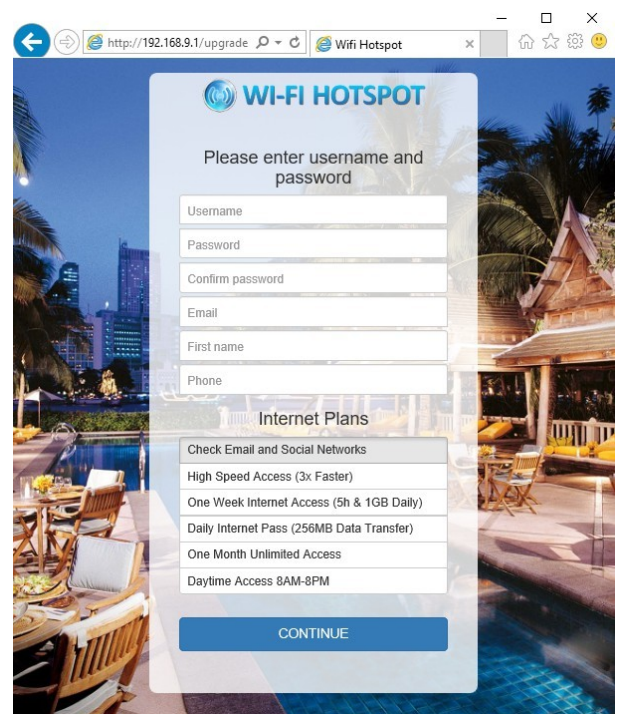 http://192.168.9.1/upgrade
Wifi Hotspot
WI-FI HOTSPOT
Please enter username and
password
Username
Password
Confirm password
Email
First name
Phone
Internet Plans
Check Email and Social Networks
High Speed Access (3x Faster)
One Week Internet Access (5h & 1GB Daily)
Daily Internet Pass (256MB Data Transfer)
One Month Unlimited Access
Daytime Access 8AM-8PM
CONTINUE